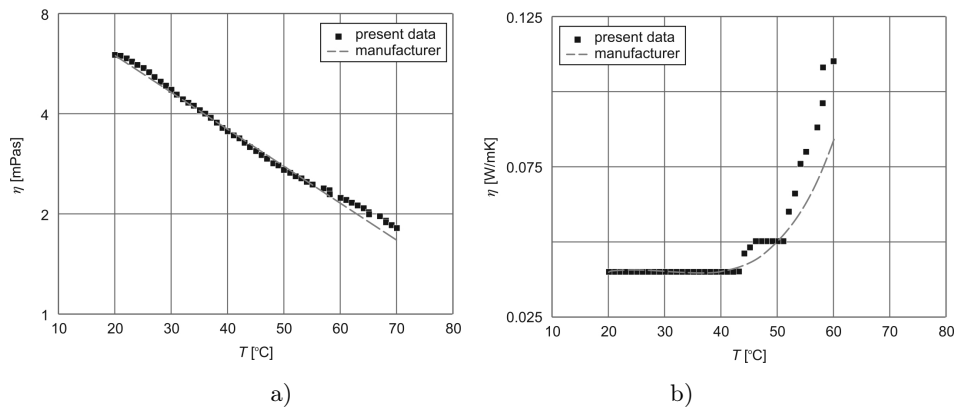 8
4
2
1
η [mPas]
10 20 30 40 50 60 70 80
T [°C]
present data
manufacturer
a)
0.125
0.075
0.025
η [W/mK]
10 20 30 40 50 60 70 80
T [°C]
present data
manufacturer
b)